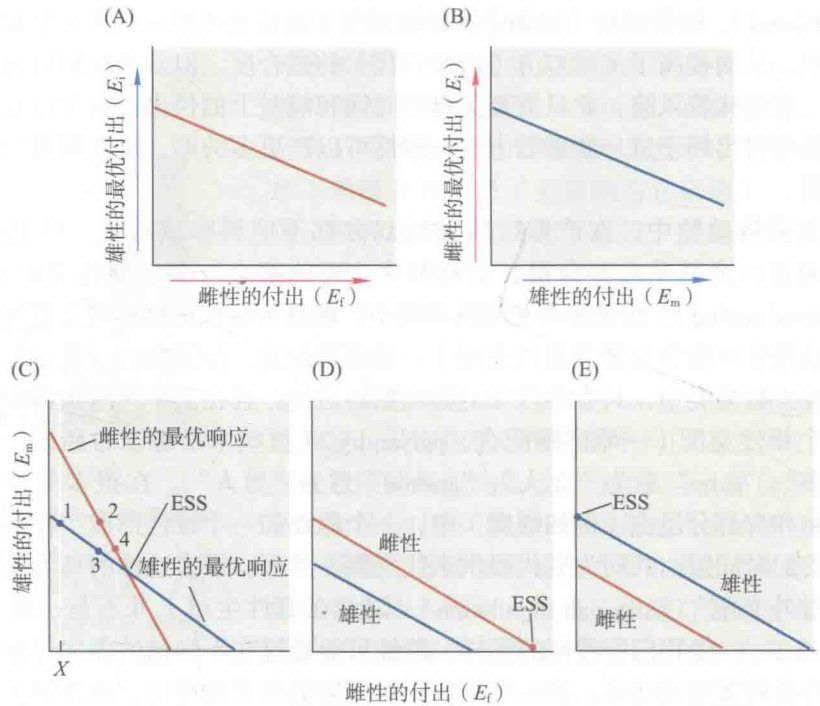 (A)
雄性的最优付出（Ei）
雌性的付出（Ef）
(B)
雄性的最优付出（Ei）
雄性的付出（Em）
(C)
雄性的付出（Em）
雌性的最优响应
ESS
1
2
3
4
雄性的最优响应
X
(D)
雌性
雄性
ESS
(E)
ESS
雄性
雌性
雌性的付出（Ef）